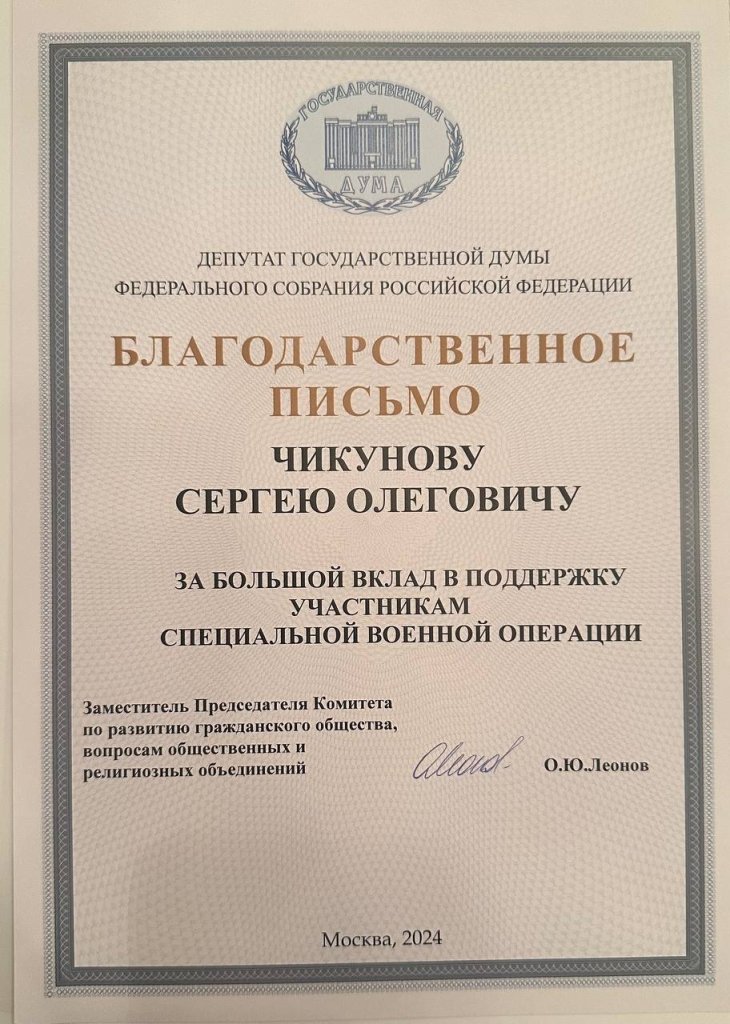 ГОСУДАРСТВЕННАЯ
ДУМА
ДЕПУТАТ ГОСУДАРСТВЕННОЙ ДУМЫ
ФЕДЕРАЛЬНОГО СОБРАНИЯ РОССИЙСКОЙ ФЕДЕРАЦИИ
БЛАГОДАРСТВЕННОЕ
ПИСЬМО
ЧИКУНОВУ
СЕРГЕЮ ОЛЕГОВИЧУ
ЗА БОЛЬШОЙ ВКЛАД В ПОДДЕРЖКУ
УЧАСТНИКАМ
СПЕЦИАЛЬНОЙ ВОЕННОЙ ОПЕРАЦИИ
Заместитель Председателя Комитета
по развитию гражданского общества,
вопросам общественных и
религиозных объединений
О.Ю.Леонов
Москва, 2024